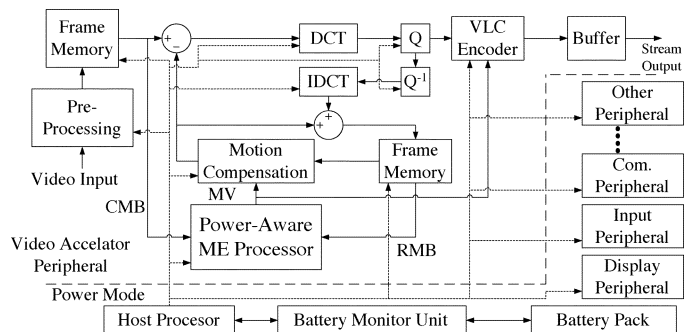 Frame
Memory
+
−
DCT
Q
VLC
Encoder
Buffer
Stream
Output
IDCT
Q-1
Pre-
Processing
+
+
Other
Peripheral
Video Input
Motion
Compensation
Frame
Memory
Com.
Peripheral
CMB
MV
Power-Aware
ME Processor
RMB
Input
Peripheral
Video Accelator
Peripheral
Display
Peripheral
Power Mode
Host Procesor
Battery Monitor Unit
Battery Pack